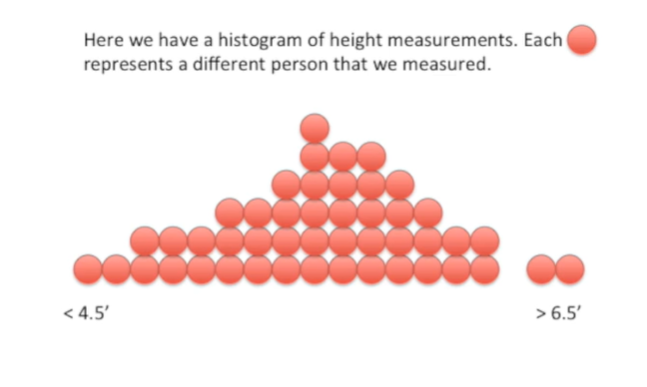 Here we have a histogram of height measurements. Each
represents a different person that we measured.
< 4.5′
> 6.5′